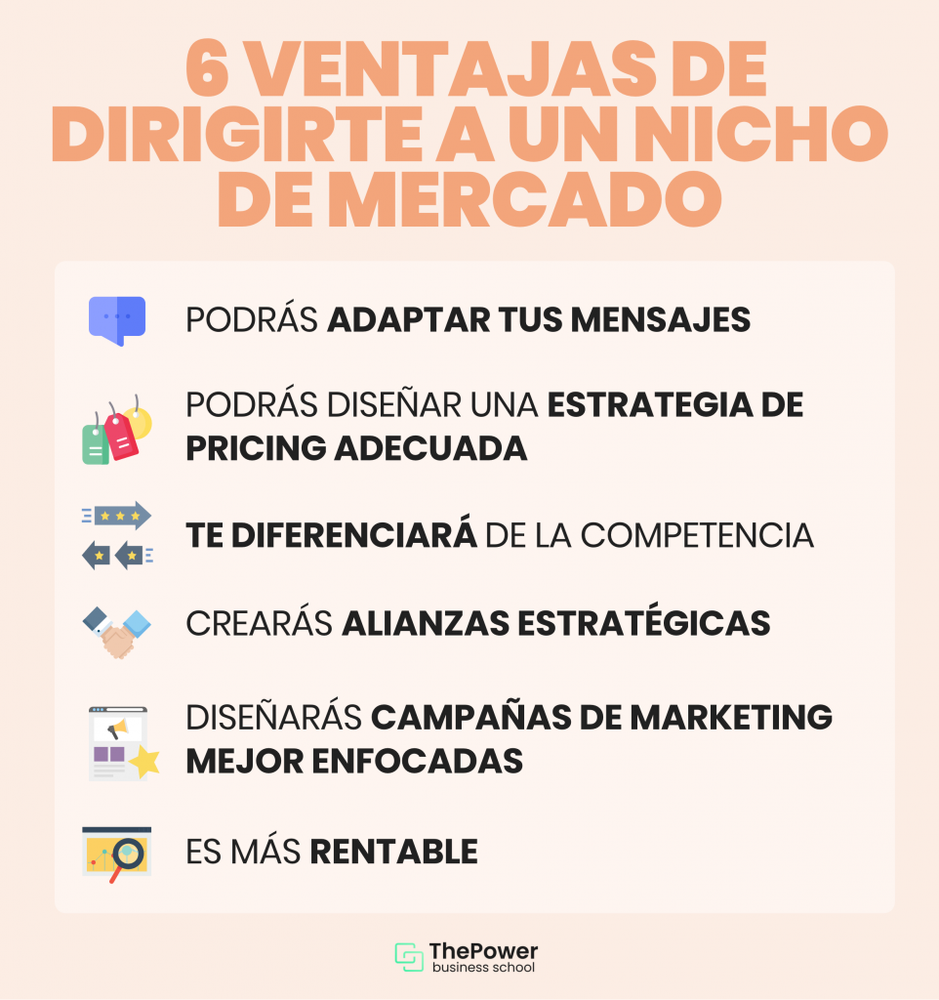 6 VENTAJAS DE
DIRIGIRTE A UN NICHO
DE MERCADO
PODRÁS ADAPTAR TUS MENSAJES
PODRÁS DISEÑAR UNA ESTRATEGIA DE
PRICING ADECUADA
TE DIFERENCIARÁ DE LA COMPETENCIA
CREARÁS ALIANZAS ESTRATÉGICAS
DISEÑARÁS CAMPAÑAS DE MARKETING
MEJOR ENFOCADAS
ES MÁS RENTABLE
ThePower
business school